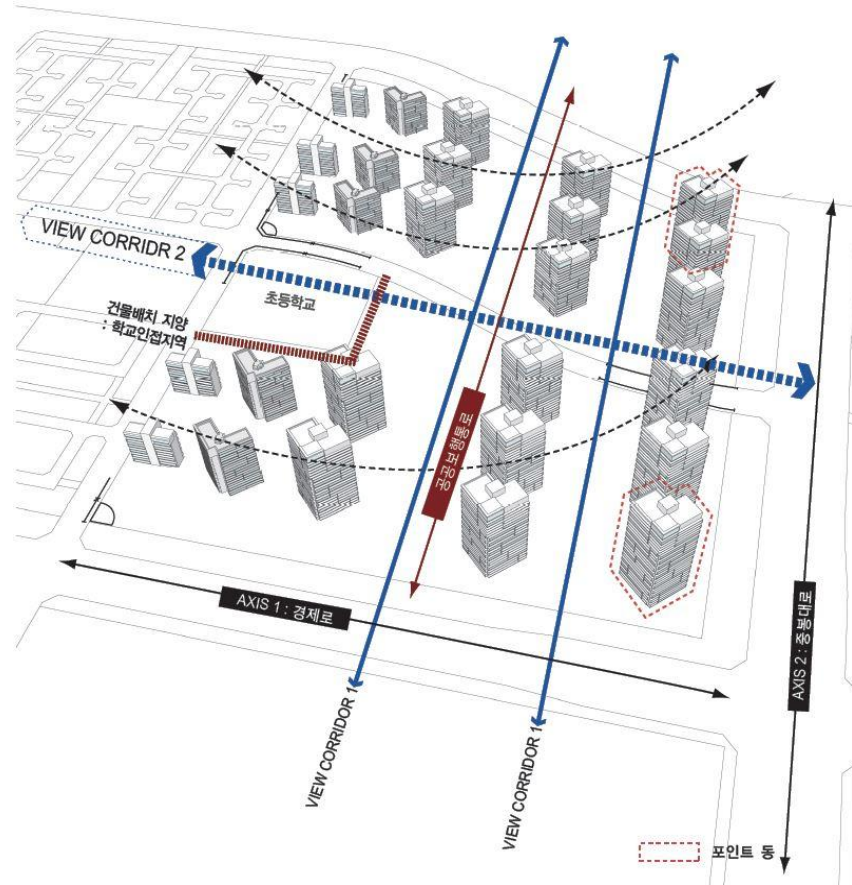 VIEW CORRIDR 2
초등학교
건물배치 지양
: 학교인접지역
공공보행통로
AXIS 1 : 경제로
AXIS 2 : 중봉대로
VIEW CORRIDOR 1
VIEW CORRIDOR 1
포인트 동